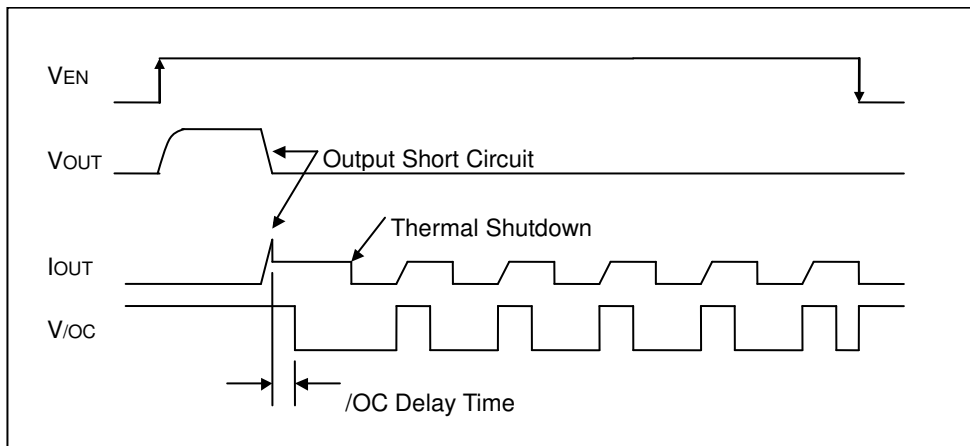 VEN
VOUT
Output Short Circuit
Thermal Shutdown
IOUT
V/OC
/OC Delay Time